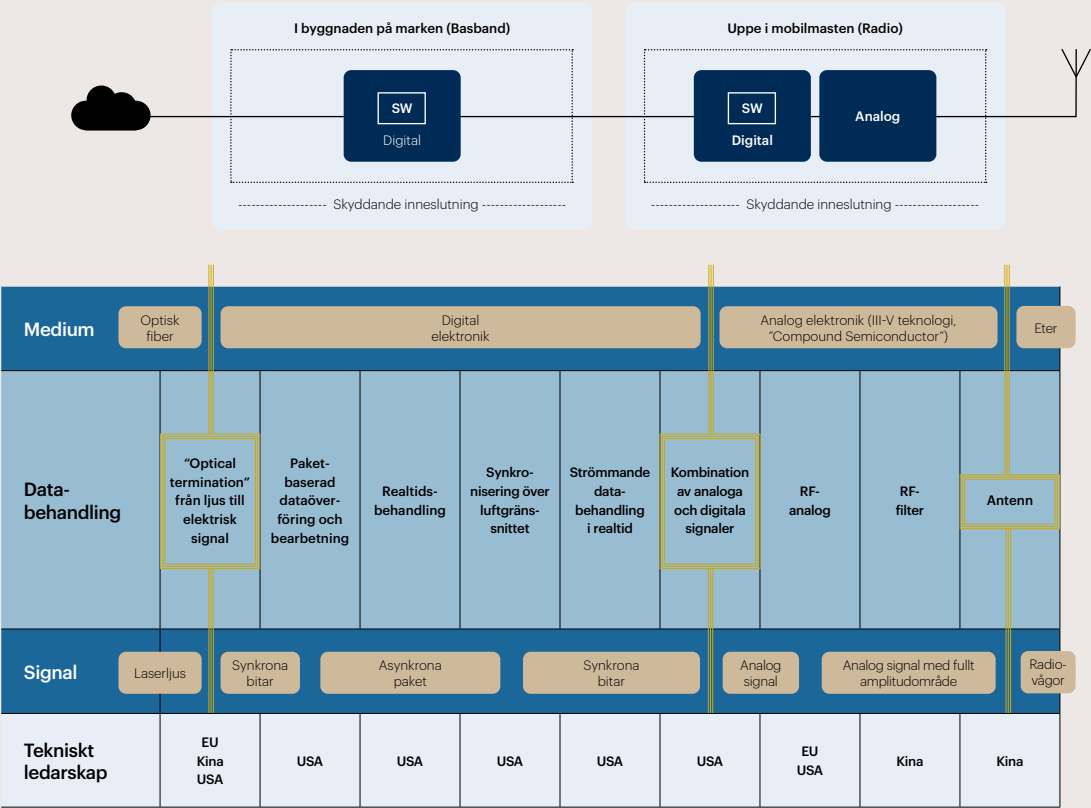 I byggnaden på marken (Basband)
Uppe i mobilmasten (Radio)
SW
Digital
SW
Digital
Analog
Skyddande inneslutning
Skyddande inneslutning
Medium
Optisk
fiber
Digital
elektronik
Analog elektronik (III-V teknologi,
”Compound Semiconductor”)
Eter
Data-
behandling
“Optical
termination”
från ljus till
elektrisk
signal
Paket-
baserad
dataöver-
föring och
bearbetning
Realtids-
behandling
Synkro-
nisering över
luftgräns-
snittet
Strömmande
data-
behandling
i realtid
Kombination
av analoga
och digitala
signaler
RF-
analog
RF-
filter
Antenn
Signal
Laserljus
Synkrona
bitar
Asynkrona
paket
Synkrona
bitar
Analog
signal
Analog signal med fullt
amplitudområde
Radio-
vågor
Tekniskt
ledarskap
EU
Kina
USA
USA
USA
USA
USA
USA
EU
USA
Kina
Kina